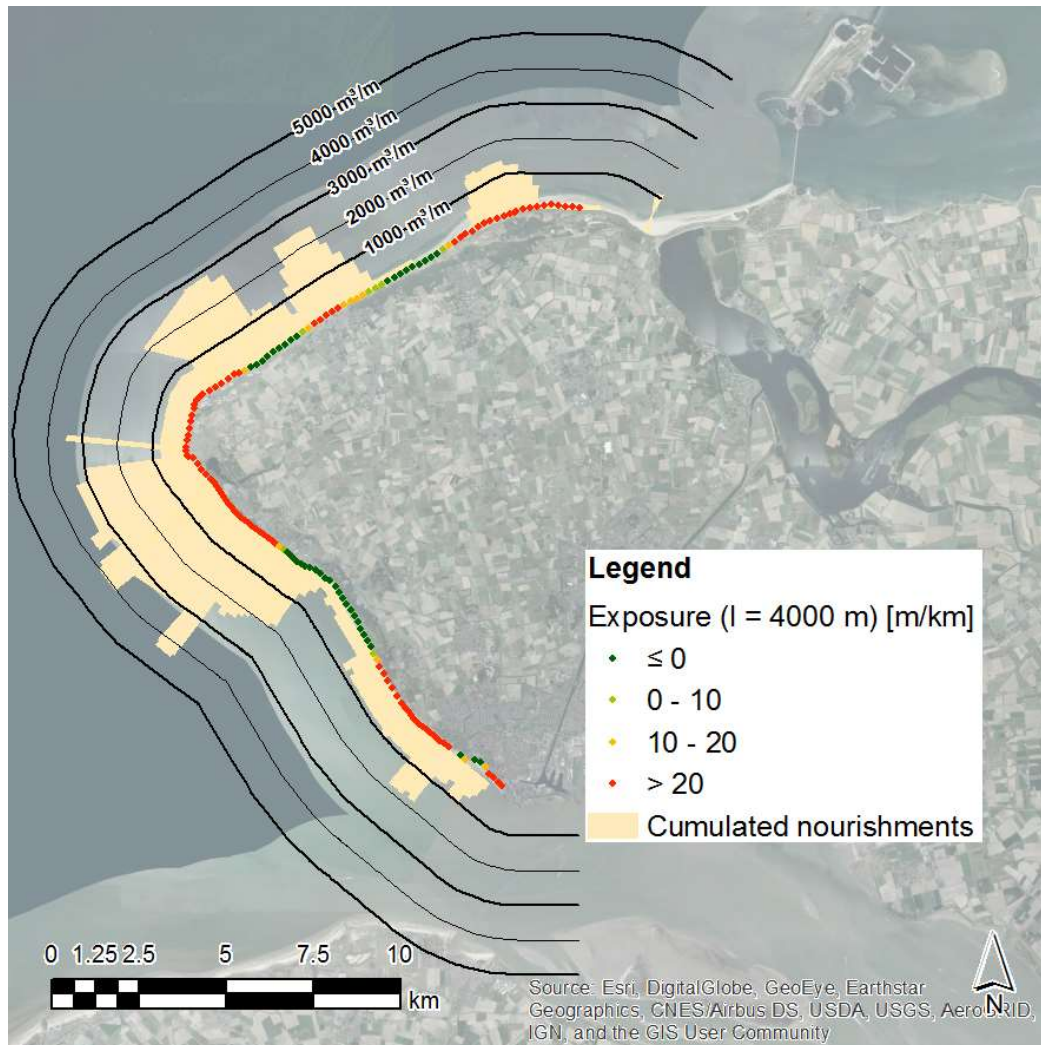 5000 m³/m
4000 m³/m
3000 m³/m
2000 m³/m
1000 m³/m
Legend
Exposure (l = 4000 m) [m/km]
≤ 0
0 - 10
10 - 20
> 20
Cumulated nourishments
0 1.25 2.5 5 7.5 10
km
N
Source: Esri, DigitalGlobe, GeoEye, Earthstar
Geographics, CNES/Airbus DS, USDA, USGS, AeroGRID,
IGN, and the GIS User Community